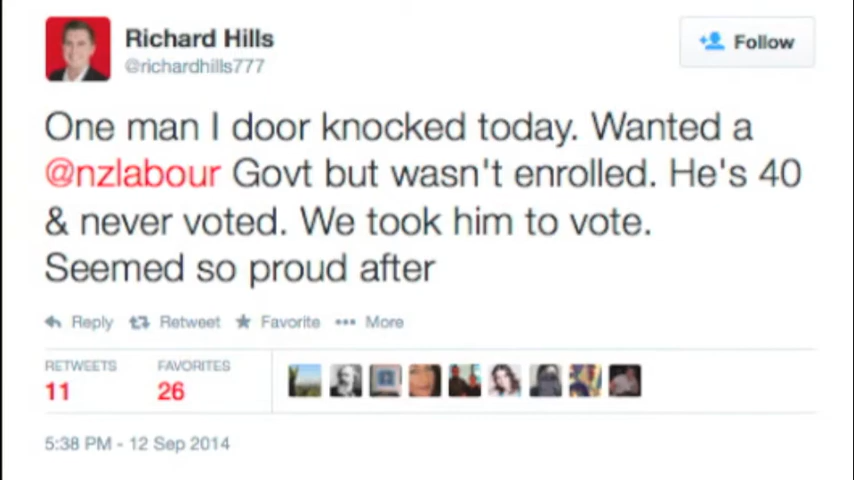 Richard Hills
@richardhills777
Follow
One man I door knocked today. Wanted a
@nzlabour Govt but wasn't enrolled. He's 40
& never voted. We took him to vote.
Seemed so proud after
Reply Retweet Favorite More
RETWEETS FAVORITES
11 26
5:38 PM - 12 Sep 2014